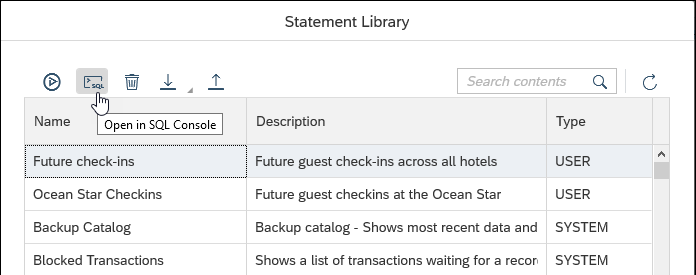 Statement Library
SQL
Search contents
Name Description Type
Open in SQL Console
Future check-ins Future guest check-ins across all hotels USER
Ocean Star Checkins Future guest checkins at the Ocean Star USER
Backup Catalog Backup catalog - Shows most recent data and SYSTEM
Blocked Transactions Shows a list of transactions waiting for a recor SYSTEM